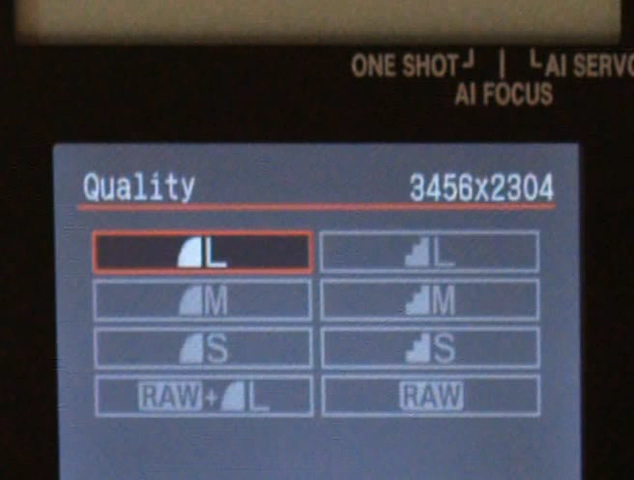 ONE SHOT AI SERVO
AI FOCUS
Quality 3456x2304
L L
M M
S S
RAW+ L RAW